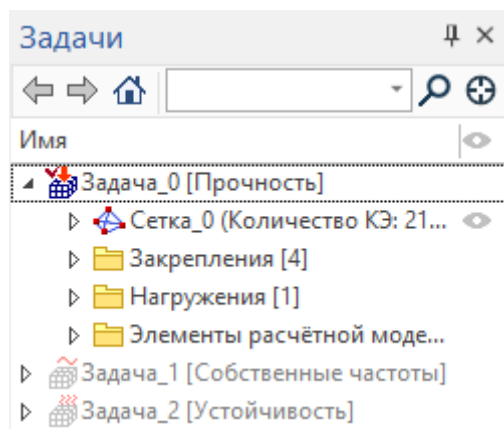 Задачи
Имя
Задача_0 [Прочность]
Сетка_0 (Количество КЭ: 21...
Закрепления [4]
Нагружения [1]
Элементы расчётной моде...
Задача_1 [Собственные частоты]
Задача_2 [Устойчивость]